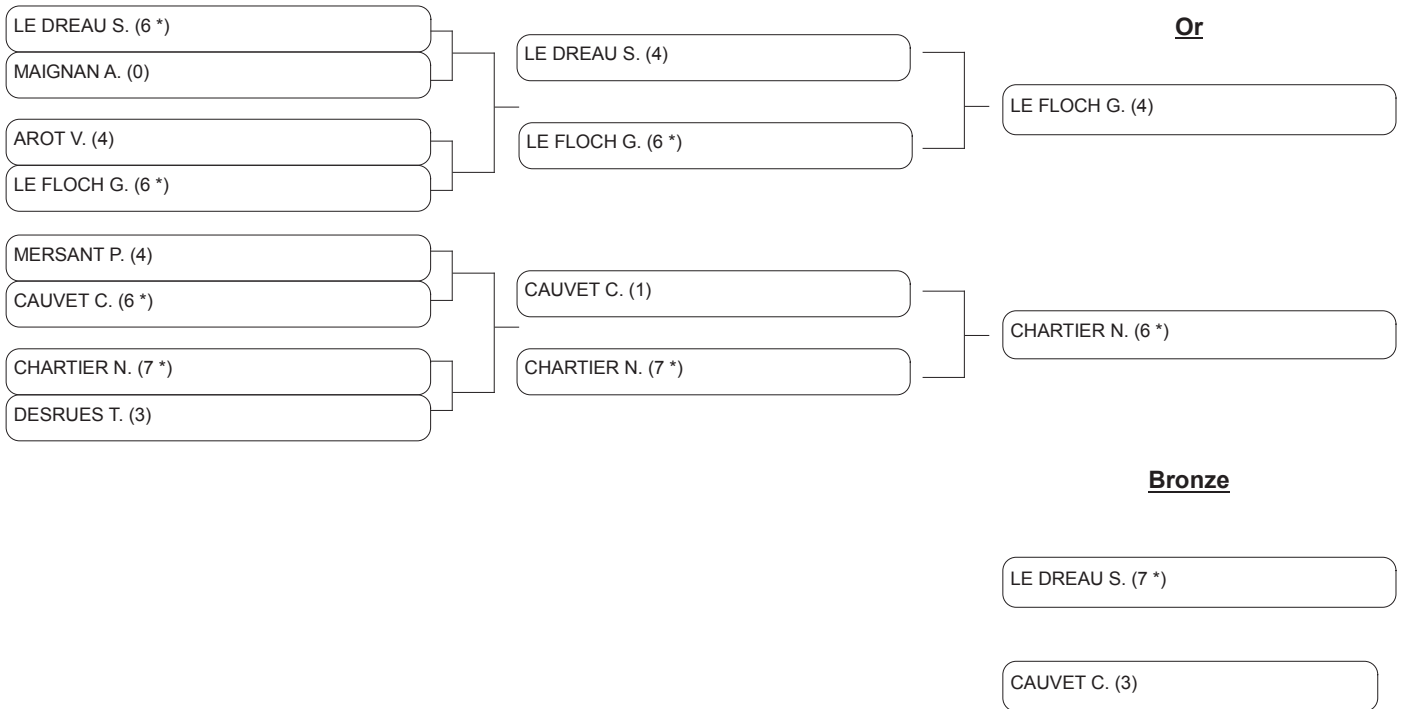 LE DREAU S. (6 *)
MAIGNAN A. (0)
AROT V. (4)
LE FLOCH G. (6 *)
MERSANT P. (4)
CAUVET C. (6 *)
CHARTIER N. (7 *)
DESRUES T. (3)
LE DREAU S. (4)
LE FLOCH G. (6 *)
CAUVET C. (1)
CHARTIER N. (7 *)
Or
LE FLOCH G. (4)
CHARTIER N. (6 *)
Bronze
LE DREAU S. (7 *)
CAUVET C. (3)